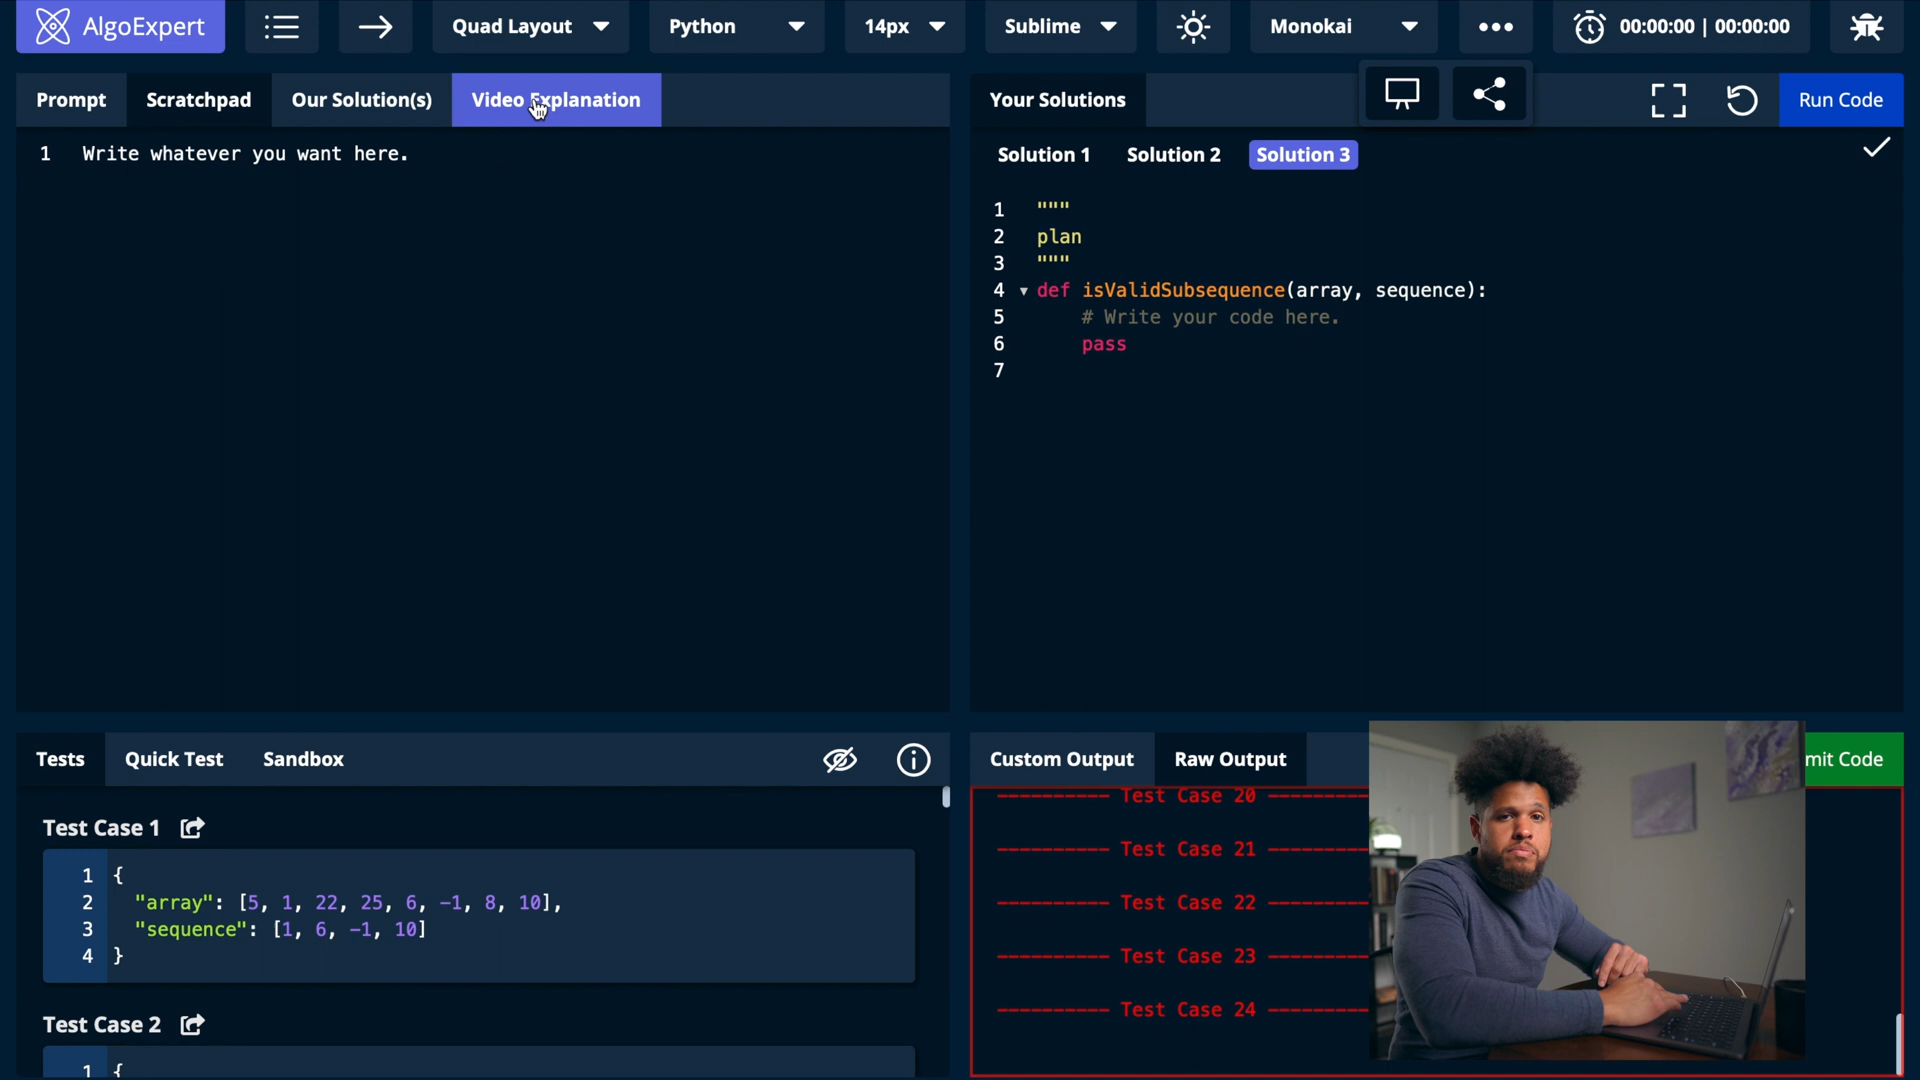 AlgoExpert
Quad Layout
Python
14px
Sublime
Monokai
00:00:00 | 00:00:00
Prompt
Scratchpad
Our Solution(s)
Video Explanation
1 Write whatever you want here.
Your Solutions
Run Code
Solution 1
Solution 2
Solution 3
1 """
2 plan
3 """
4 def isValidSubsequence(array, sequence):
5 # Write your code here.
6 pass
7
Tests
Quick Test
Sandbox
Test Case 1
1 {
2 "array": [5, 1, 22, 25, 6, -1, 8, 10],
3 "sequence": [1, 6, -1, 10]
4 }
Test Case 2
1 {
Custom Output
Raw Output
mit Code
---------- Test Case 20 ---------
---------- Test Case 21 ---------
---------- Test Case 22 ---------
---------- Test Case 23 ---------
---------- Test Case 24 ---------